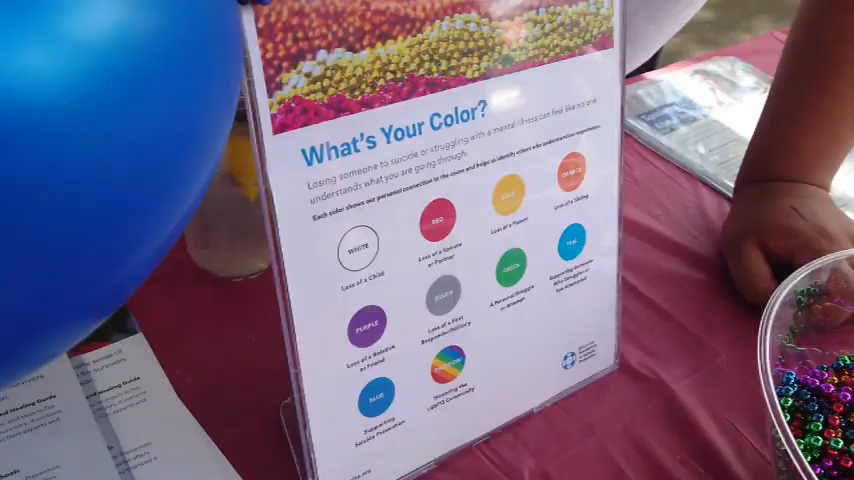 What's Your Color?
Losing someone to suicide or struggling with a mental illness can feel like no one
understands what you are going through.
Each color shows our personal connection to the cause and helps us identify others who understand our experience.
WHITE
Loss of a Child
RED
Loss of a Spouse
or Partner
GOLD
Loss of a Parent
ORANGE
Loss of a Sibling
PURPLE
Loss of a Relative
or Friend
SILVER
Loss of a First
Responder/Military
GREEN
A Personal Struggle
or Attempt
TEAL
Supporting Someone
Who Struggles or
has Attempted
BLUE
Supporting
Suicide Prevention
RAINBOW
Honoring the
LGBTQ Community
nd Healing Guide